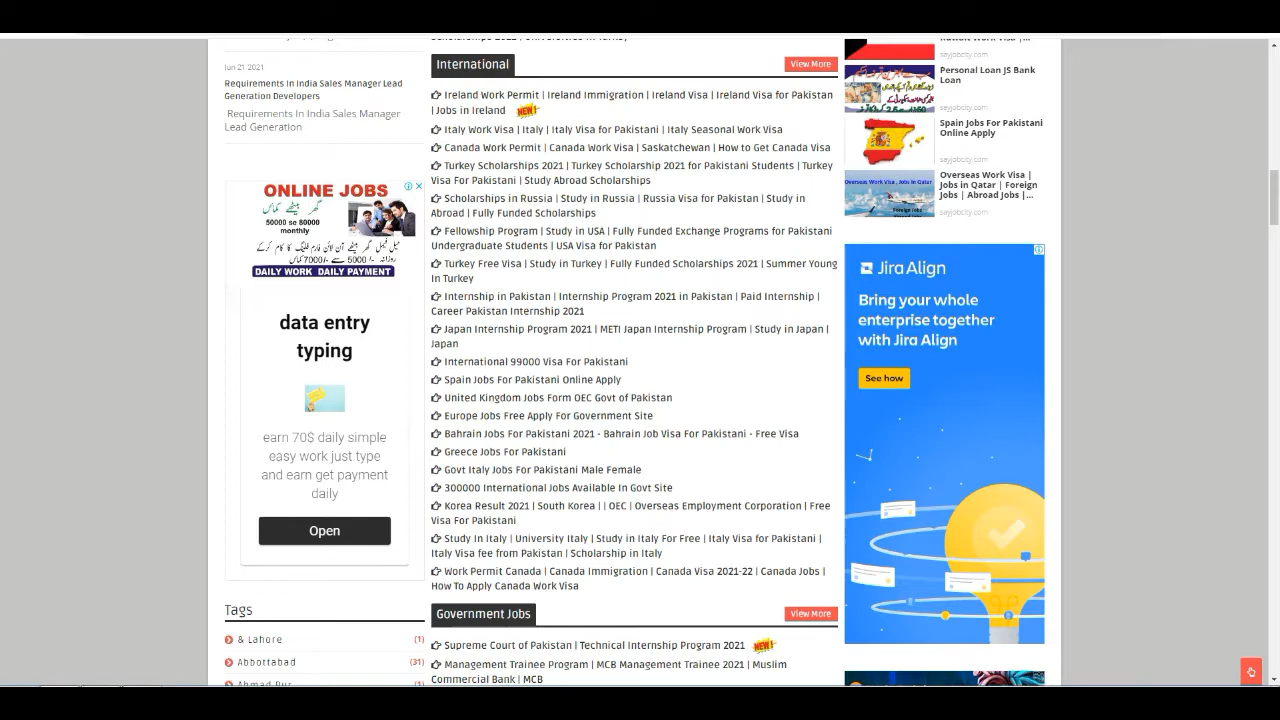 Jun 21 2021
Requirements In India Sales Manager Lead
Generation Developers
Requirements In India Sales Manager
Lead Generation
ONLINE JOBS
گھر بیٹھے کمائیں
50000 se 80000
monthly
DAILY WORK DAILY PAYMENT
data entry
typing
earn 70$ daily simple
easy work just type
and earn get payment
daily
Open
Tags
& Lahore (1)
Abbottabad (31)
International
View More
Ireland Work Permit | Ireland Immigration | Ireland Visa | Ireland Visa for Pakistan
| Jobs in Ireland NEW!
Italy Work Visa | Italy | Italy Visa for Pakistani | Italy Seasonal Work Visa
Canada Work Permit | Canada Work Visa | Saskatchewan | How to Get Canada Visa
Turkey Scholarships 2021 | Turkey Scholarship 2021 for Pakistani Students | Turkey
Visa For Pakistani | Study Abroad Scholarships
Scholarships in Russia | Study in Russia | Russia Visa for Pakistan | Study in
Abroad | Fully Funded Scholarships
Fellowship Program | Study in USA | Fully Funded Exchange Programs for Pakistani
Undergraduate Students | USA Visa for Pakistan
Turkey Free Visa | Study in Turkey | Fully Funded Scholarships 2021 | Summer Young
In Turkey
Internship in Pakistan | Internship Program 2021 in Pakistan | Paid Internship |
Career Pakistan Internship 2021
Japan Internship Program 2021 | METI Japan Internship Program | Study in Japan |
Japan
International 99000 Visa For Pakistani
Spain Jobs For Pakistani Online Apply
United Kingdom Jobs Form OEC Govt of Pakistan
Europe Jobs Free Apply For Government Site
Bahrain Jobs For Pakistani 2021 - Bahrain Job Visa For Pakistani - Free Visa
Greece Jobs For Pakistani
Govt Italy Jobs For Pakistani Male Female
300000 International Jobs Available In Govt Site
Korea Result 2021 | South Korea | | OEC | Overseas Employment Corporation | Free
Visa For Pakistani
Study In Italy | University Italy | Study in Italy For Free | Italy Visa for Pakistani |
Italy Visa fee from Pakistan | Scholarship in Italy
Work Permit Canada | Canada Immigration | Canada Visa 2021-22 | Canada Jobs |
How To Apply Canada Work Visa
Government Jobs
View More
Supreme Court of Pakistan | Technical Internship Program 2021 NEW!
Management Trainee Program | MCB Management Trainee 2021 | Muslim
Commercial Bank | MCB
sayjobcity.com
Personal Loan JS Bank
Loan
sayjobcity.com
Spain Jobs For Pakistani
Online Apply
sayjobcity.com
Overseas Work Visa , Jobs in Qatar
Foreign
Overseas Work Visa |
Jobs in Qatar | Foreign
Jobs | Abroad Jobs |...
sayjobcity.com
Jira Align
Bring your whole
enterprise together
with Jira Align
See how